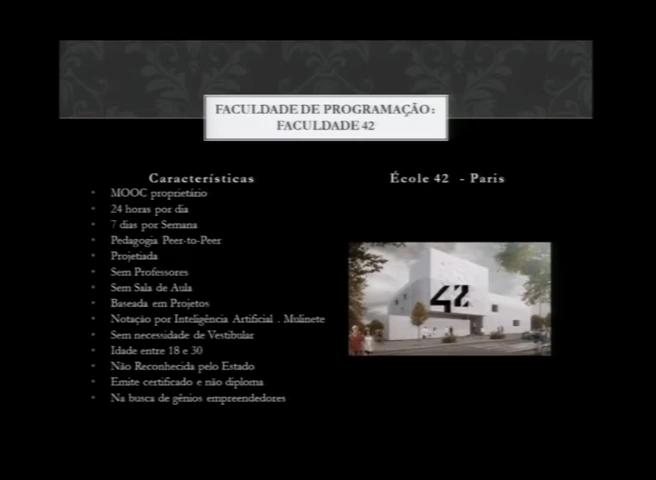 FACULDADE DE PROGRAMAÇÃO:
FACULDADE 42
Características
MOOC proprietário
24 horas por dia
7 dias por Semana
Pedagogia Peer-to-Peer
Projetiada
Sem Professores
Sem Sala de Aula
Baseada em Projetos
Notação por Inteligência Artificial . Mulinete
Sem necessidade de Vestibular
Idade entre 18 e 30
Não Reconhecida pelo Estado
Emite certificado e não diploma
Na busca de gênios empreendedores
École 42 - Paris
42